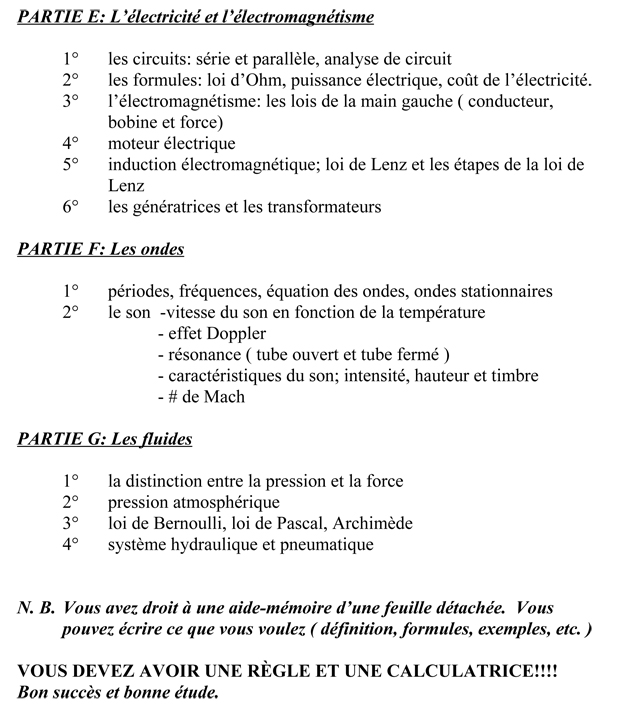 PARTIE E: L'électricité et l'électromagnétisme
1° les circuits: série et parallèle, analyse de circuit
2° les formules: loi d'Ohm, puissance électrique, coût de l'électricité.
3° l'électromagnétisme: les lois de la main gauche ( conducteur,
bobine et force)
4° moteur électrique
5° induction électromagnétique; loi de Lenz et les étapes de la loi de
Lenz
6° les génératrices et les transformateurs
PARTIE F: Les ondes
1° périodes, fréquences, équation des ondes, ondes stationnaires
2° le son -vitesse du son en fonction de la température
- effet Doppler
- résonance ( tube ouvert et tube fermé )
- caractéristiques du son; intensité, hauteur et timbre
- # de Mach
PARTIE G: Les fluides
1° la distinction entre la pression et la force
2° pression atmosphérique
3° loi de Bernoulli, loi de Pascal, Archimède
4° système hydraulique et pneumatique
N. B. Vous avez droit à une aide-mémoire d'une feuille détachée. Vous
pouvez écrire ce que vous voulez ( définition, formules, exemples, etc. )
VOUS DEVEZ AVOIR UNE RÈGLE ET UNE CALCULATRICE!!!!
Bon succès et bonne étude.